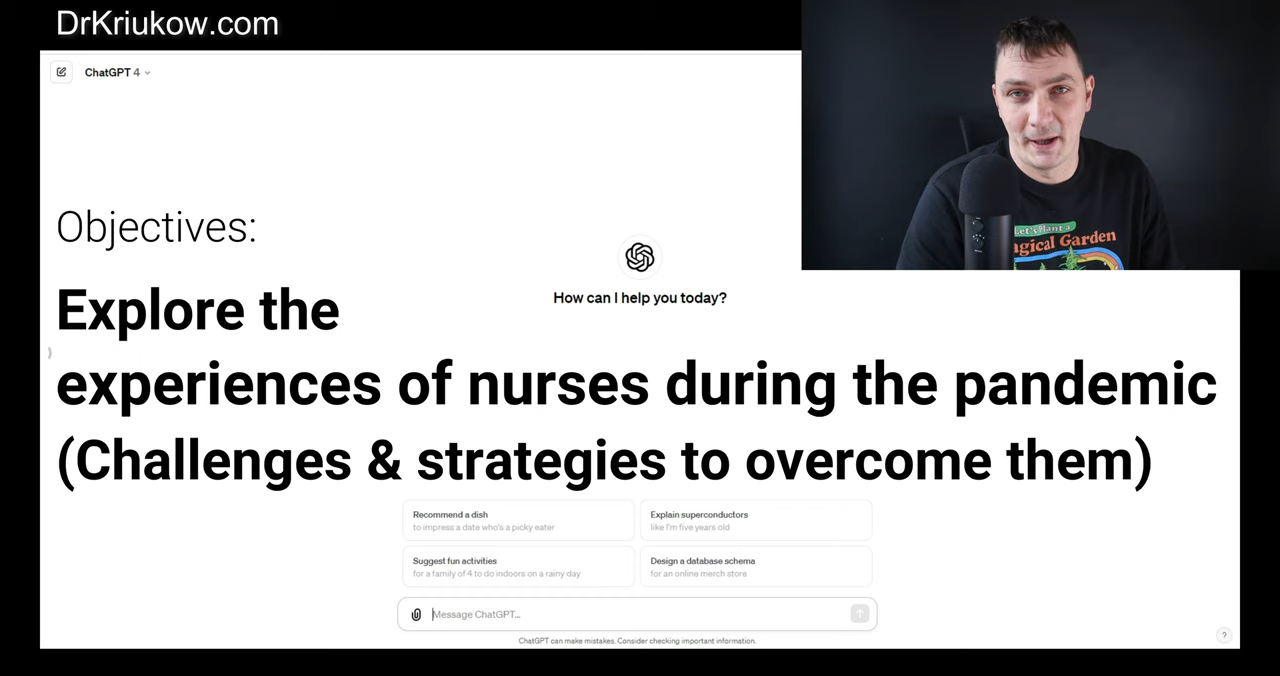 DrKriukow.com
ChatGPT 4
Let's Plant a
agical Garden
Objectives:
How can I help you today?
Explore the
experiences of nurses during the pandemic
(Challenges & strategies to overcome them)
Recommend a dish
to impress a date who's a picky eater
Explain superconductors
like I'm five years old
Suggest fun activities
for a family of 4 to do indoors on a rainy day
Design a database schema
for an online merch store
Message ChatGPT...
ChatGPT can make mistakes. Consider checking important information.
?